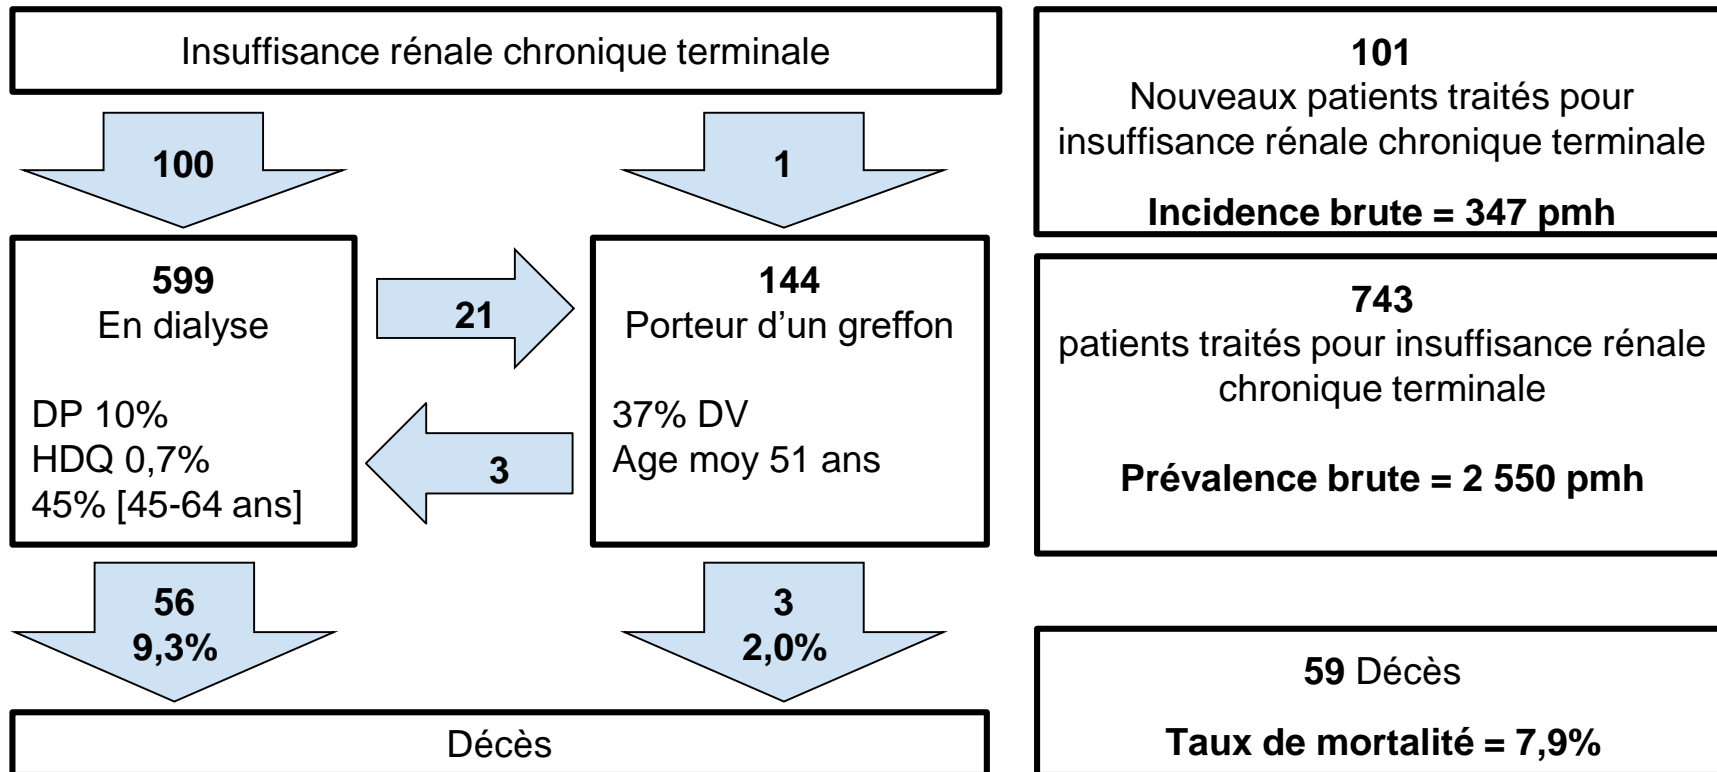 Insuffisance rénale chronique terminale
100
1
599
En dialyse
DP 10%
HDQ 0,7%
45% [45-64 ans]
21
3
144
Porteur d’un greffon
37% DV
Age moy 51 ans
56
9,3%
3
2,0%
Décès
101
Nouveaux patients traités pour
insuffisance rénale chronique terminale
Incidence brute = 347 pmh
743
patients traités pour insuffisance rénale
chronique terminale
Prévalence brute = 2 550 pmh
59 Décès
Taux de mortalité = 7,9%